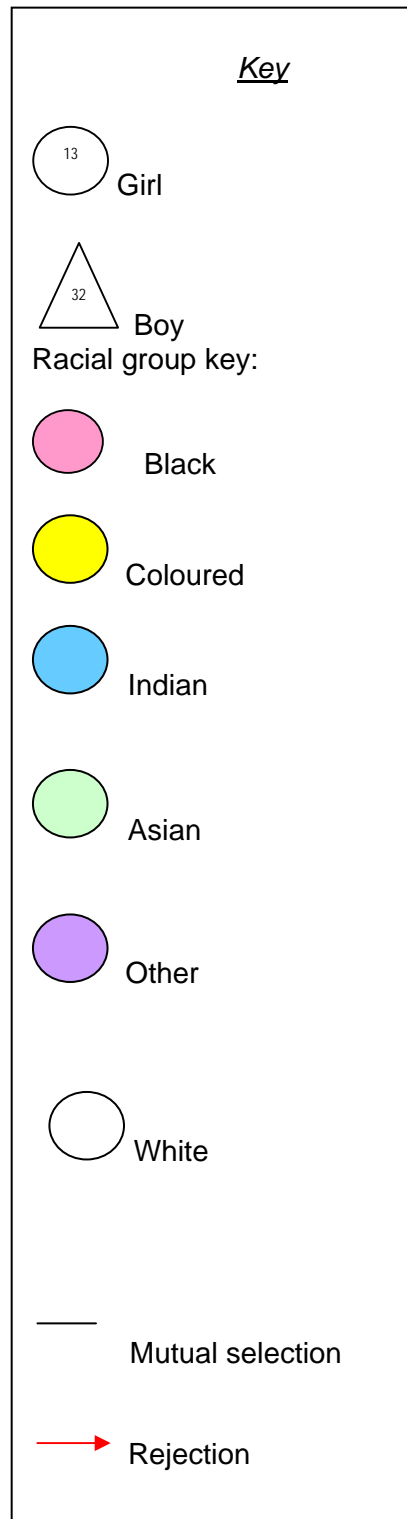 Key
13
Girl
32
Boy
Racial group key:
Black
Coloured
Indian
Asian
Other
White
Mutual selection
Rejection